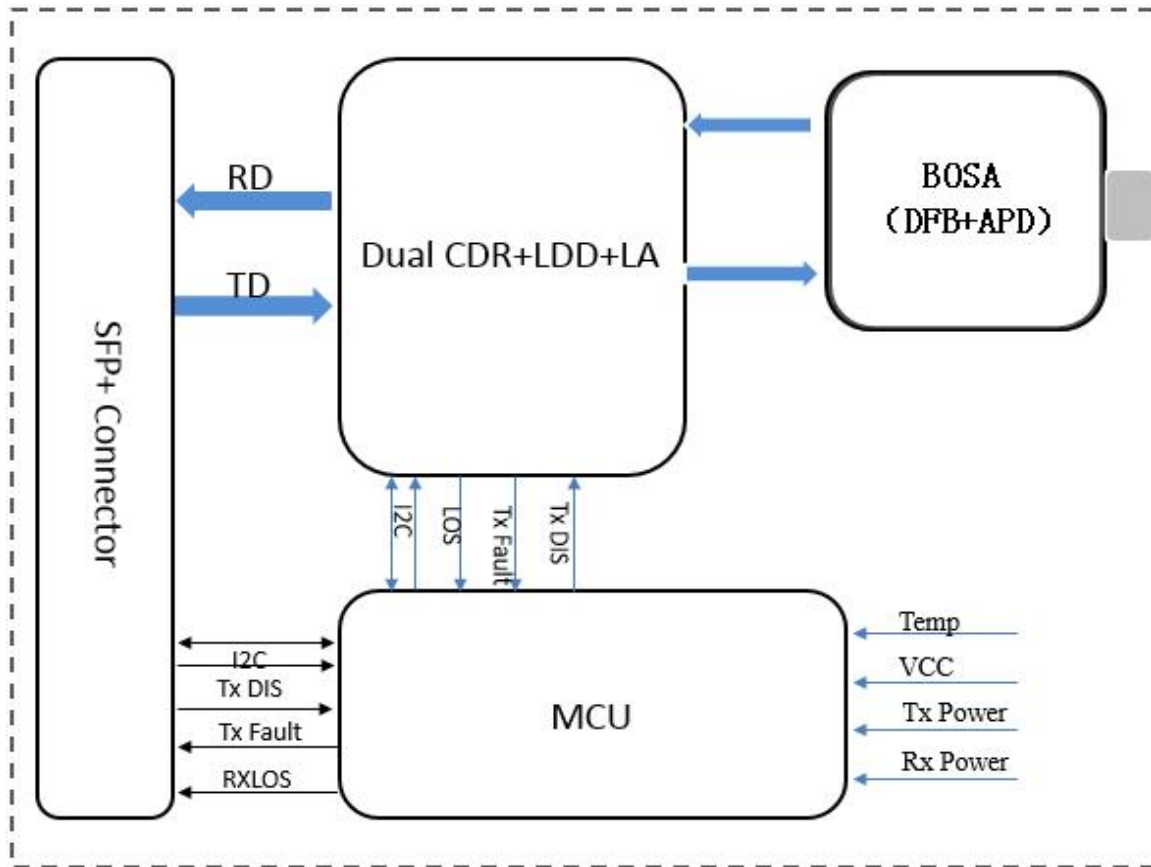 RD
TD
SFP+ Connector
Dual CDR+LDD+LA
BOSA
(DFB+APD)
I2C
LOS
Tx Fault
Tx DIS
I2C
Tx DIS
Tx Fault
RXLOS
MCU
Temp
VCC
Tx Power
Rx Power